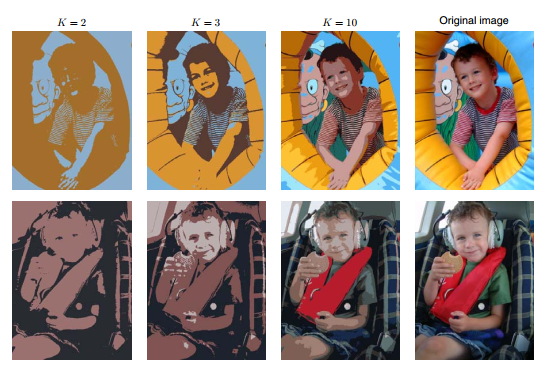 K = 2
K = 3
K = 10
Original image